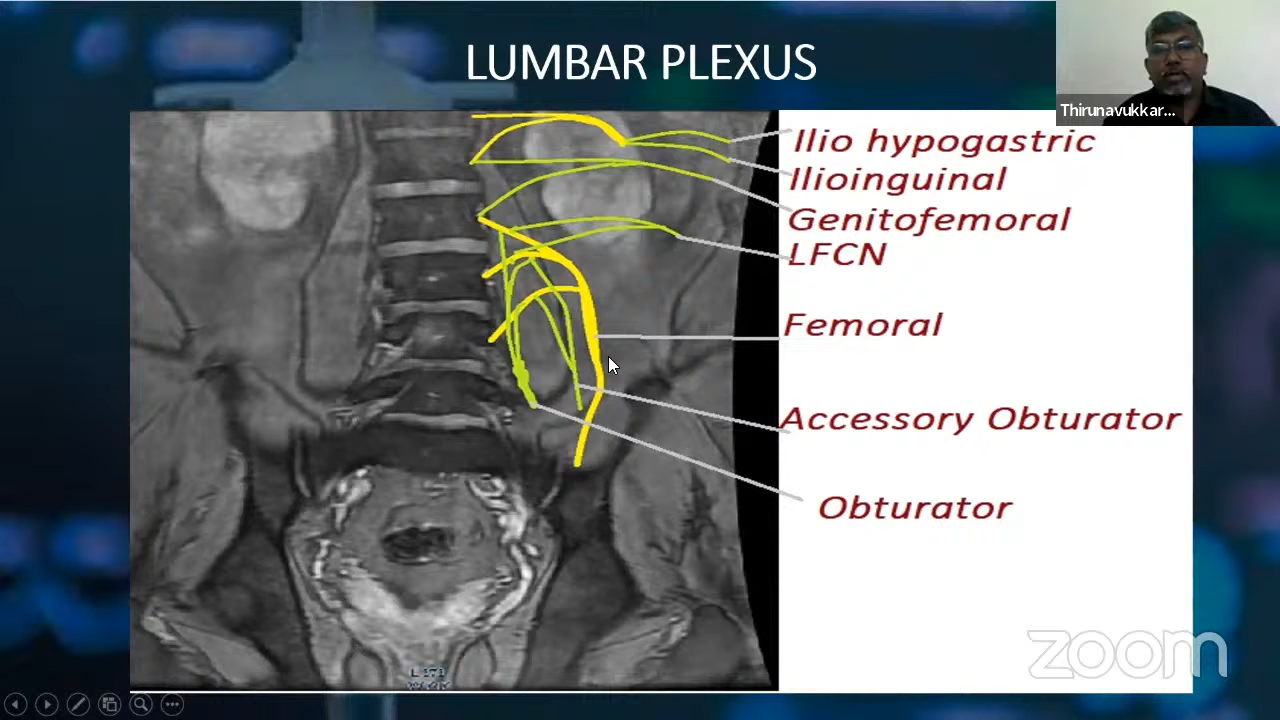 LUMBAR PLEXUS
Thirunavukkar...
Ilio hypogastric
Ilioinguinal
Genitofemoral
LFCN
Femoral
Accessory Obturator
Obturator
zoom